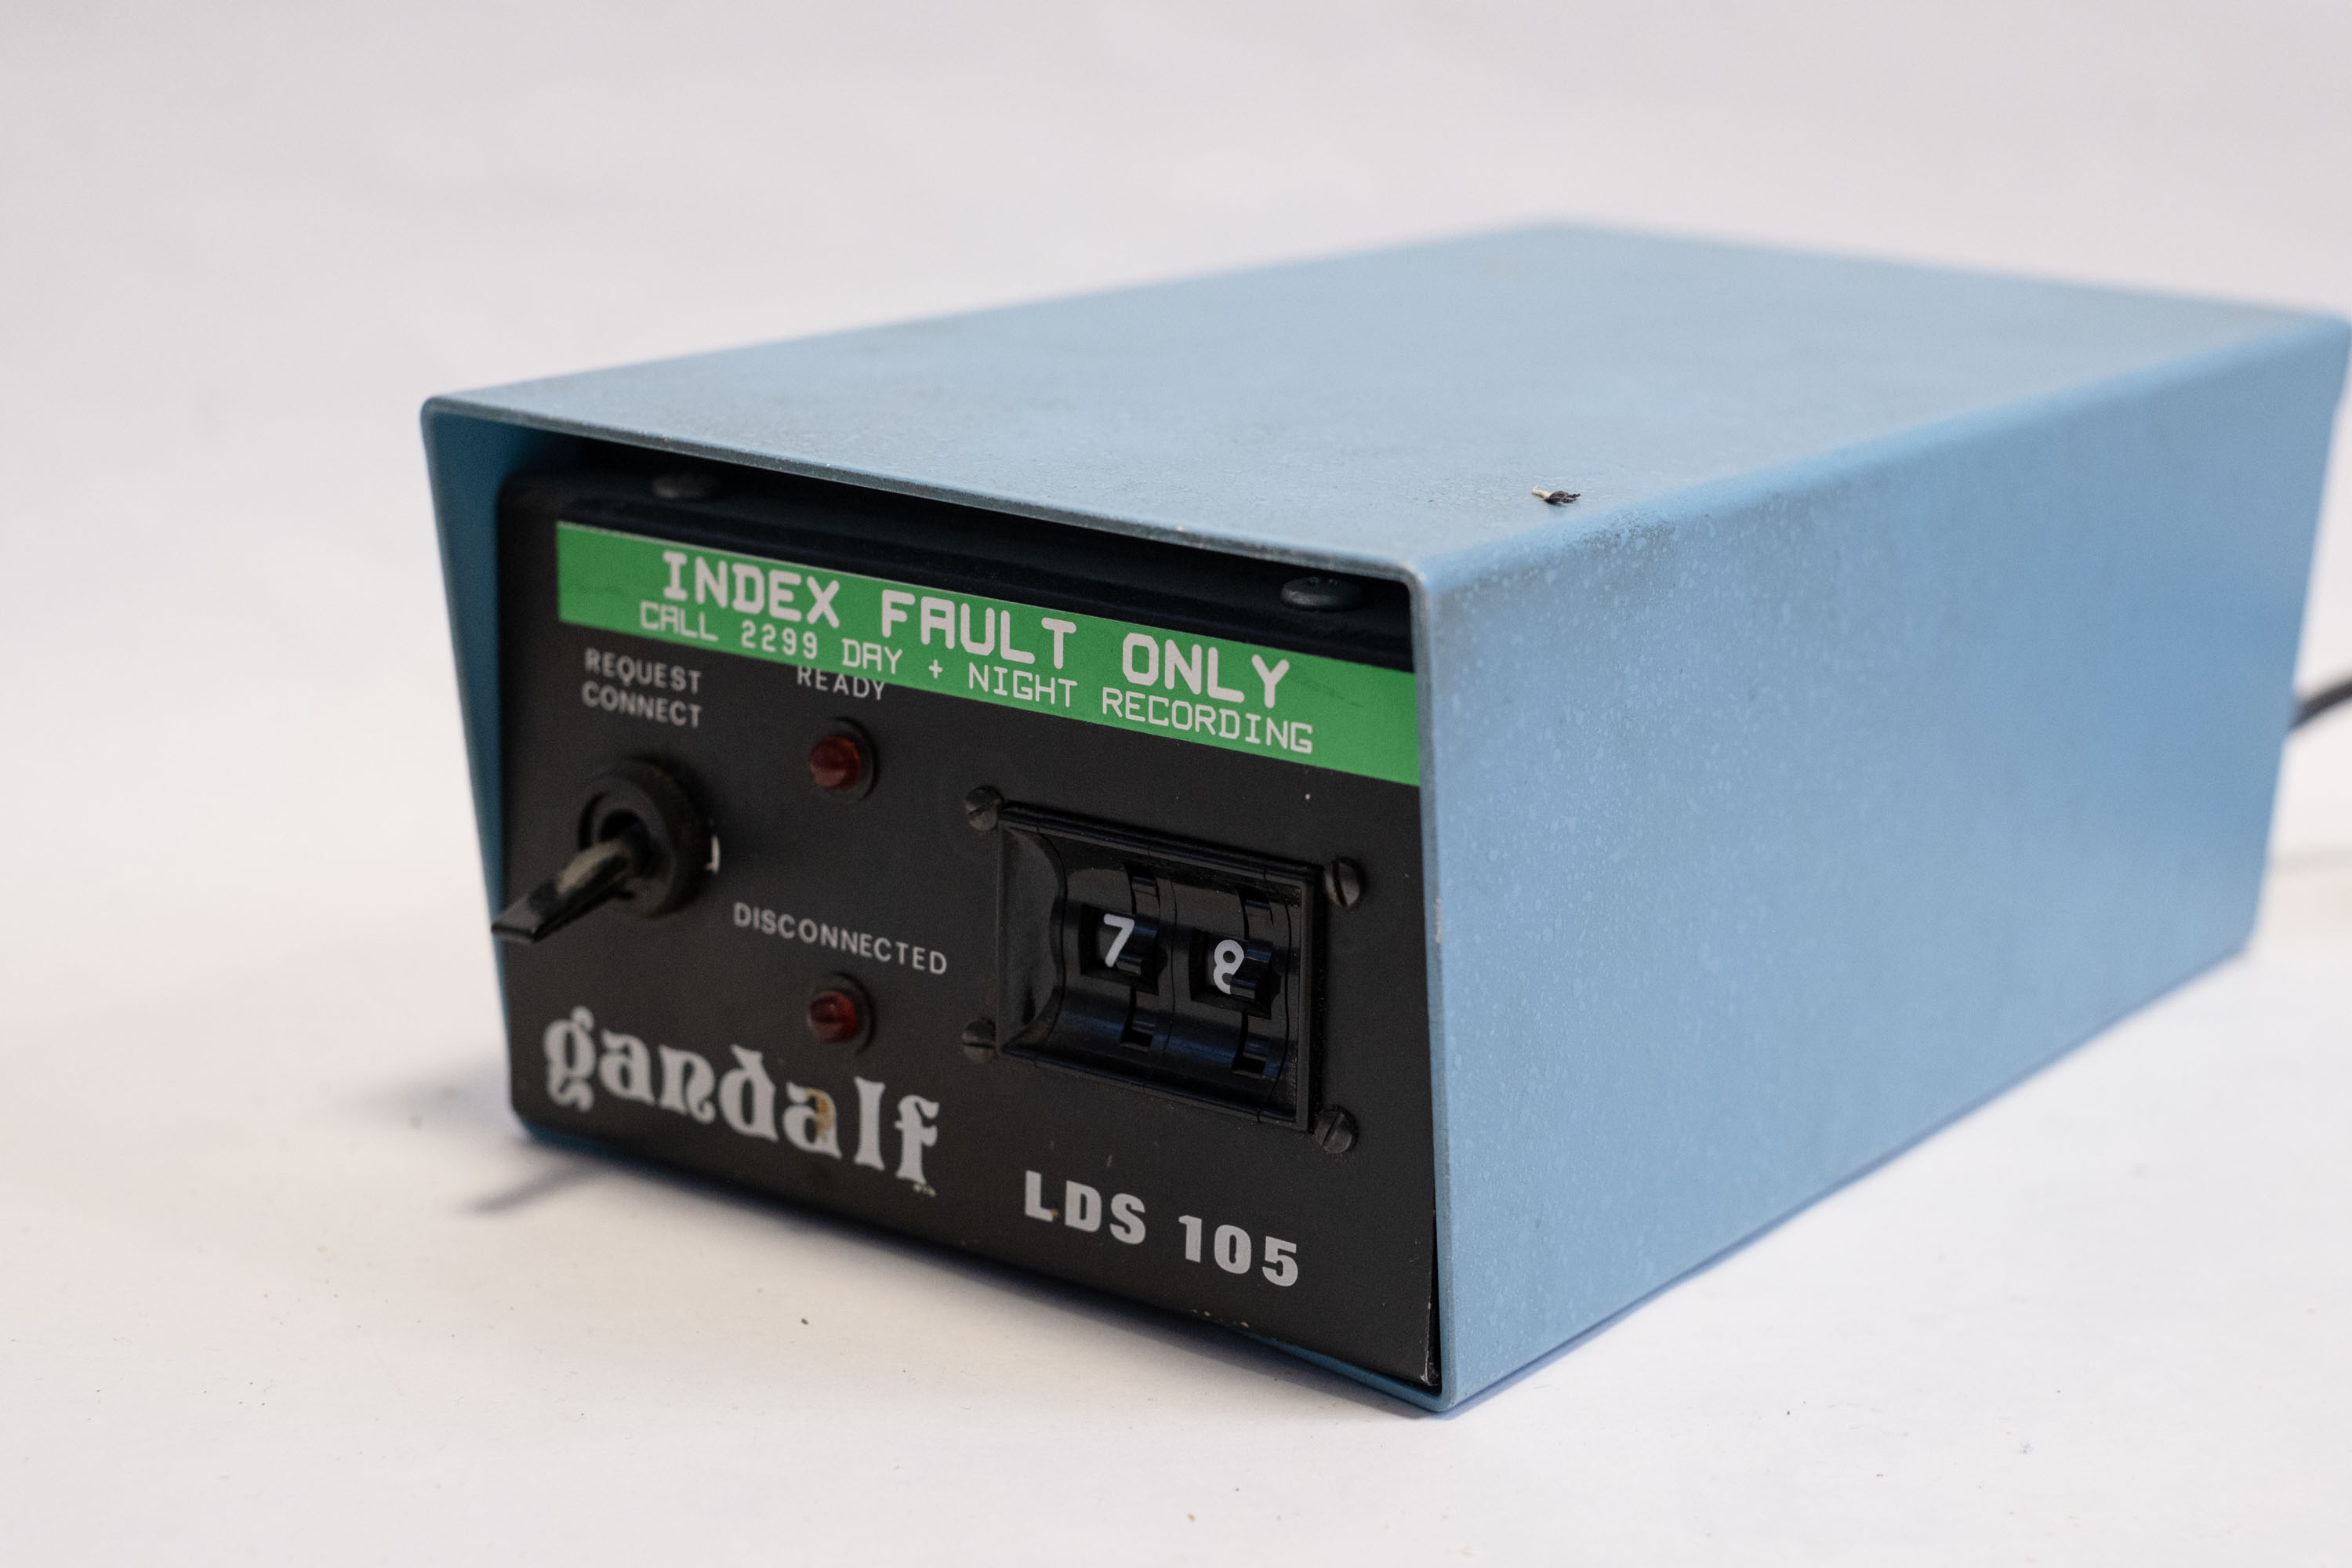 INDEX FAULT ONLY
CALL 2299 DAY + NIGHT RECORDING
REQUEST
CONNECT
READY
DISCONNECTED
7 8
gandalf
LDS 105